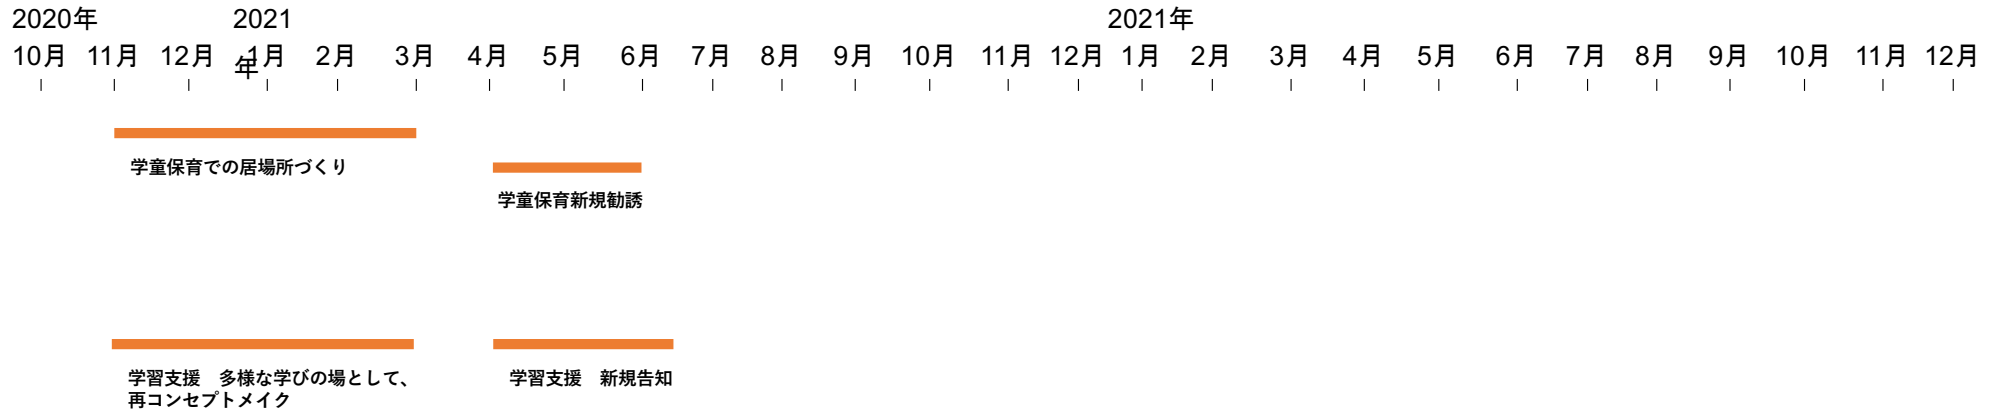 2020年 2021年 2021年
10月 11月 12月 1月 2月 3月 4月 5月 6月 7月 8月 9月 10月 11月 12月 1月 2月 3月 4月 5月 6月 7月 8月 9月 10月 11月 12月
学童保育での居場所づくり
学童保育新規勧誘
学習支援　多様な学びの場として、
再コンセプトメイク
学習支援　新規告知